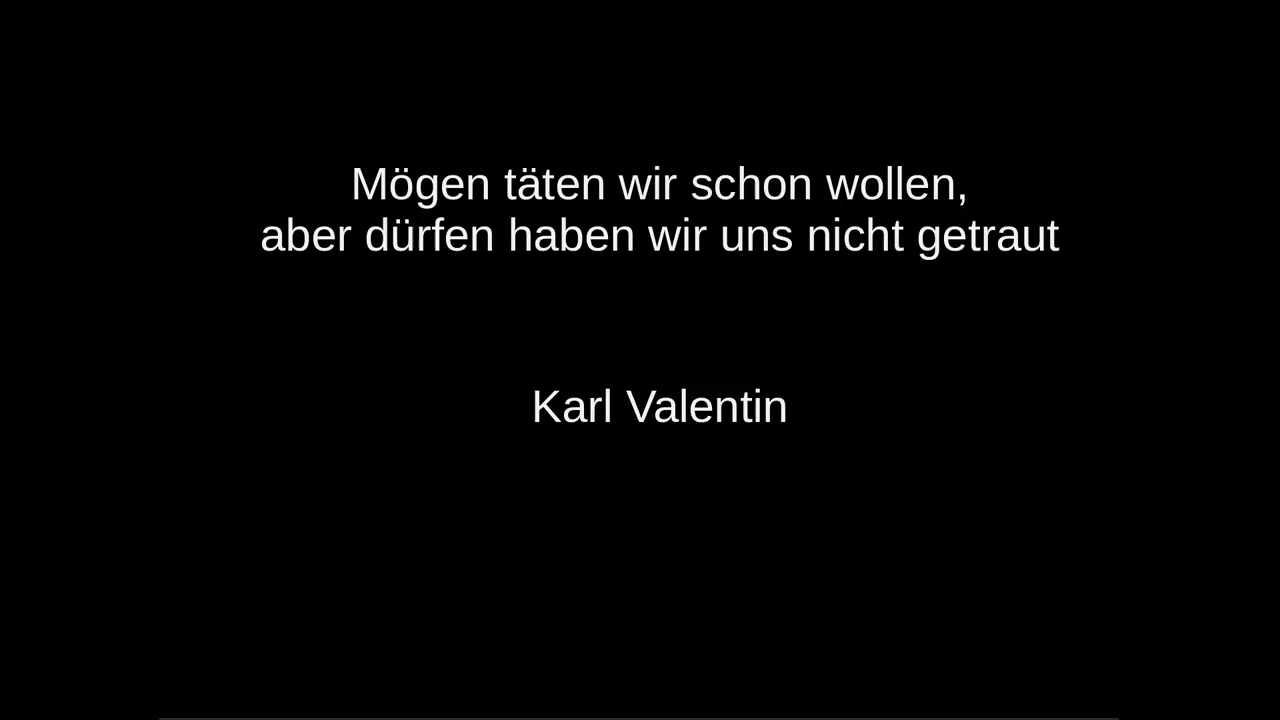 Mögen täten wir schon wollen,
aber dürfen haben wir uns nicht getraut
Karl Valentin